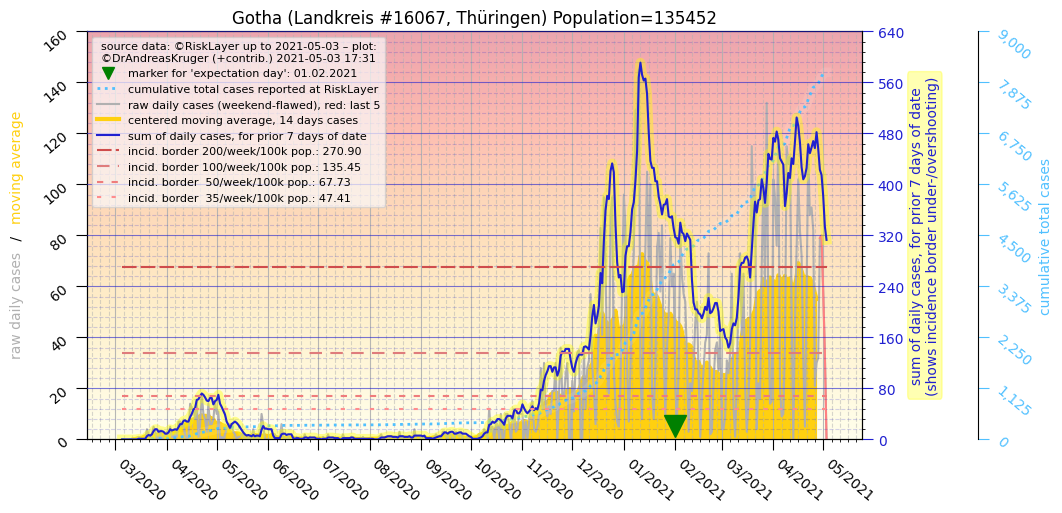 Gotha (Landkreis #16067, Thüringen) Population=135452
source data: ©RiskLayer up to 2021-05-03 – plot:
©DrAndreasKruger (+contrib.) 2021-05-03 17:31
marker for 'expectation day': 01.02.2021
cumulative total cases reported at RiskLayer
raw daily cases (weekend-flawed), red: last 5
centered moving average, 14 days cases
sum of daily cases, for prior 7 days of date
incid. border 200/week/100k pop.: 270.90
incid. border 100/week/100k pop.: 135.45
incid. border  50/week/100k pop.: 67.73
incid. border  35/week/100k pop.: 47.41
raw daily cases / moving average
160
140
120
100
80
60
40
20
0
03/2020
04/2020
05/2020
06/2020
07/2020
08/2020
09/2020
10/2020
11/2020
12/2020
01/2021
02/2021
03/2021
04/2021
05/2021
640
560
480
400
320
240
160
80
0
sum of daily cases, for prior 7 days of date
(shows incidence border under-/overshooting)
9,000
7,875
6,750
5,625
4,500
3,375
2,250
1,125
0
cumulative total cases